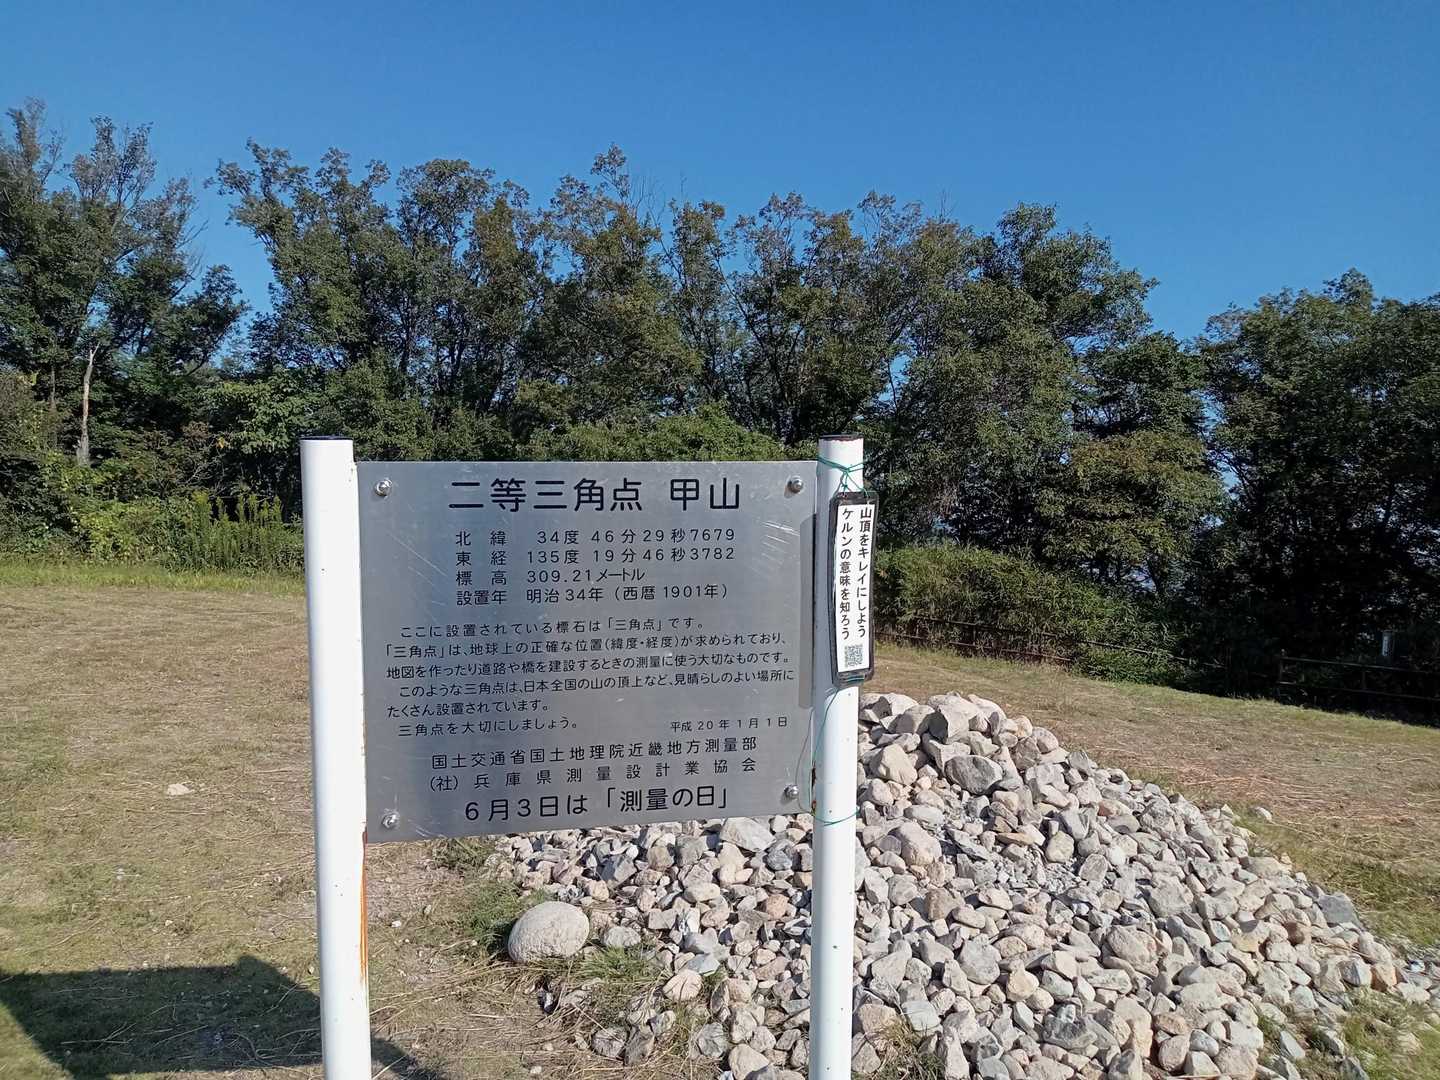 二等三角点 甲山
北緯 34度 46分29秒7679
東経 135度 19分46秒3782
標高 309.21メートル
設置年 明治34年（西暦1901年）
ここに設置されている標石は「三角点」です。
「三角点」は、地球上の正確な位置（緯度・経度）が求められており、
地図を作ったり道路や橋を建設するときの測量に使う大切なものです。
このような三角点は、日本全国の山の頂上など、見晴らしのよい場所に
たくさん設置されています。
三角点を大切にしましょう。
平成20年1月1日
国土交通省国土地理院近畿地方測量部
（社）兵庫県測量設計業協会
6月3日は「測量の日」
山頂をキレイにしよう
ケルンの意味を知ろう